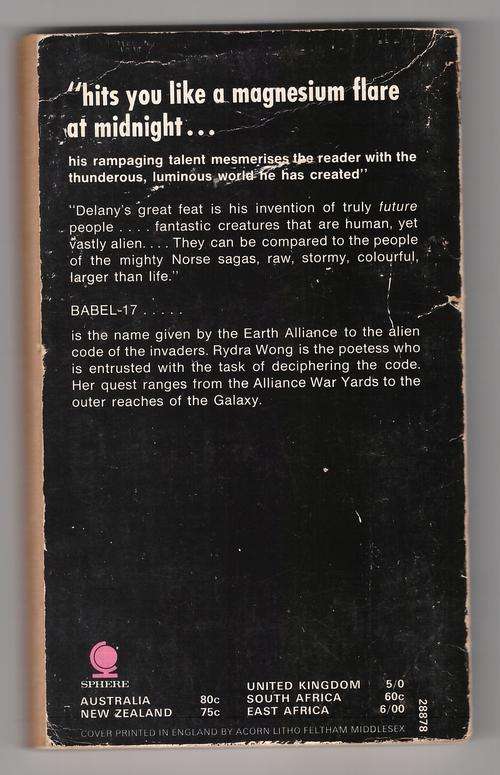 "hits you like a magnesium flare
at midnight...
his rampaging talent mesmerises the reader with the
thunderous, luminous world he has created"
"Delany's great feat is his invention of truly future
people . . . . fantastic creatures that are human, yet
vastly alien. . . . They can be compared to the people
of the mighty Norse sagas, raw, stormy, colourful,
larger than life."
BABEL-17 . . . . .
is the name given by the Earth Alliance to the alien
code of the invaders. Rydra Wong is the poetess who
is entrusted with the task of deciphering the code.
Her quest ranges from the Alliance War Yards to the
outer reaches of the Galaxy.
SPHERE
AUSTRALIA 80c
NEW ZEALAND 75c
UNITED KINGDOM 5/0
SOUTH AFRICA 60c
EAST AFRICA 6/00
28878
COVER PRINTED IN ENGLAND BY ACORN LITHO FELTHAM MIDDLESEX